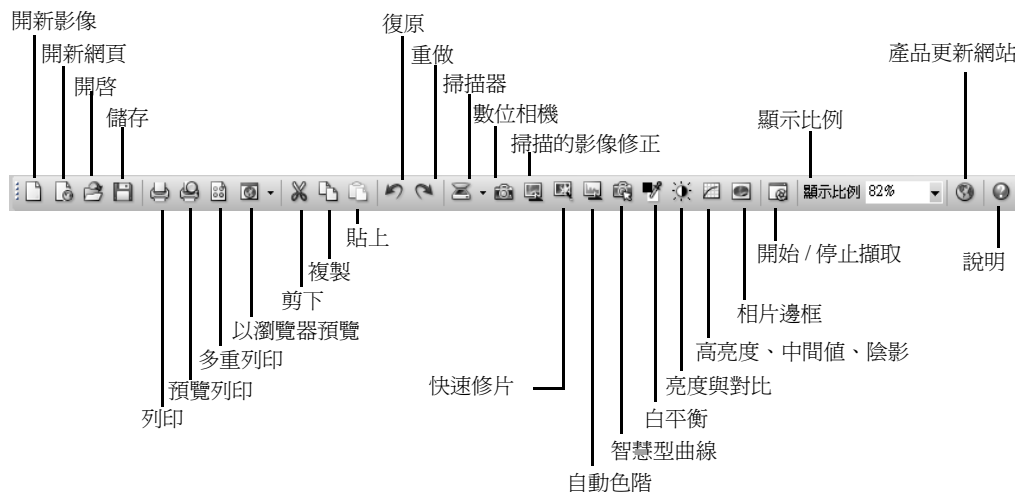 開新影像
開新網頁
開啓
儲存
復原
重做
掃描器
數位相機
掃描的影像修正
顯示比例
產品更新網站
顯示比例 82%
貼上
複製
剪下
以瀏覽器預覽
多重列印
預覽列印
列印
開始 / 停止擷取
說明
相片邊框
高亮度、中間値、陰影
快速修片
亮度與對比
白平衡
智慧型曲線
自動色階